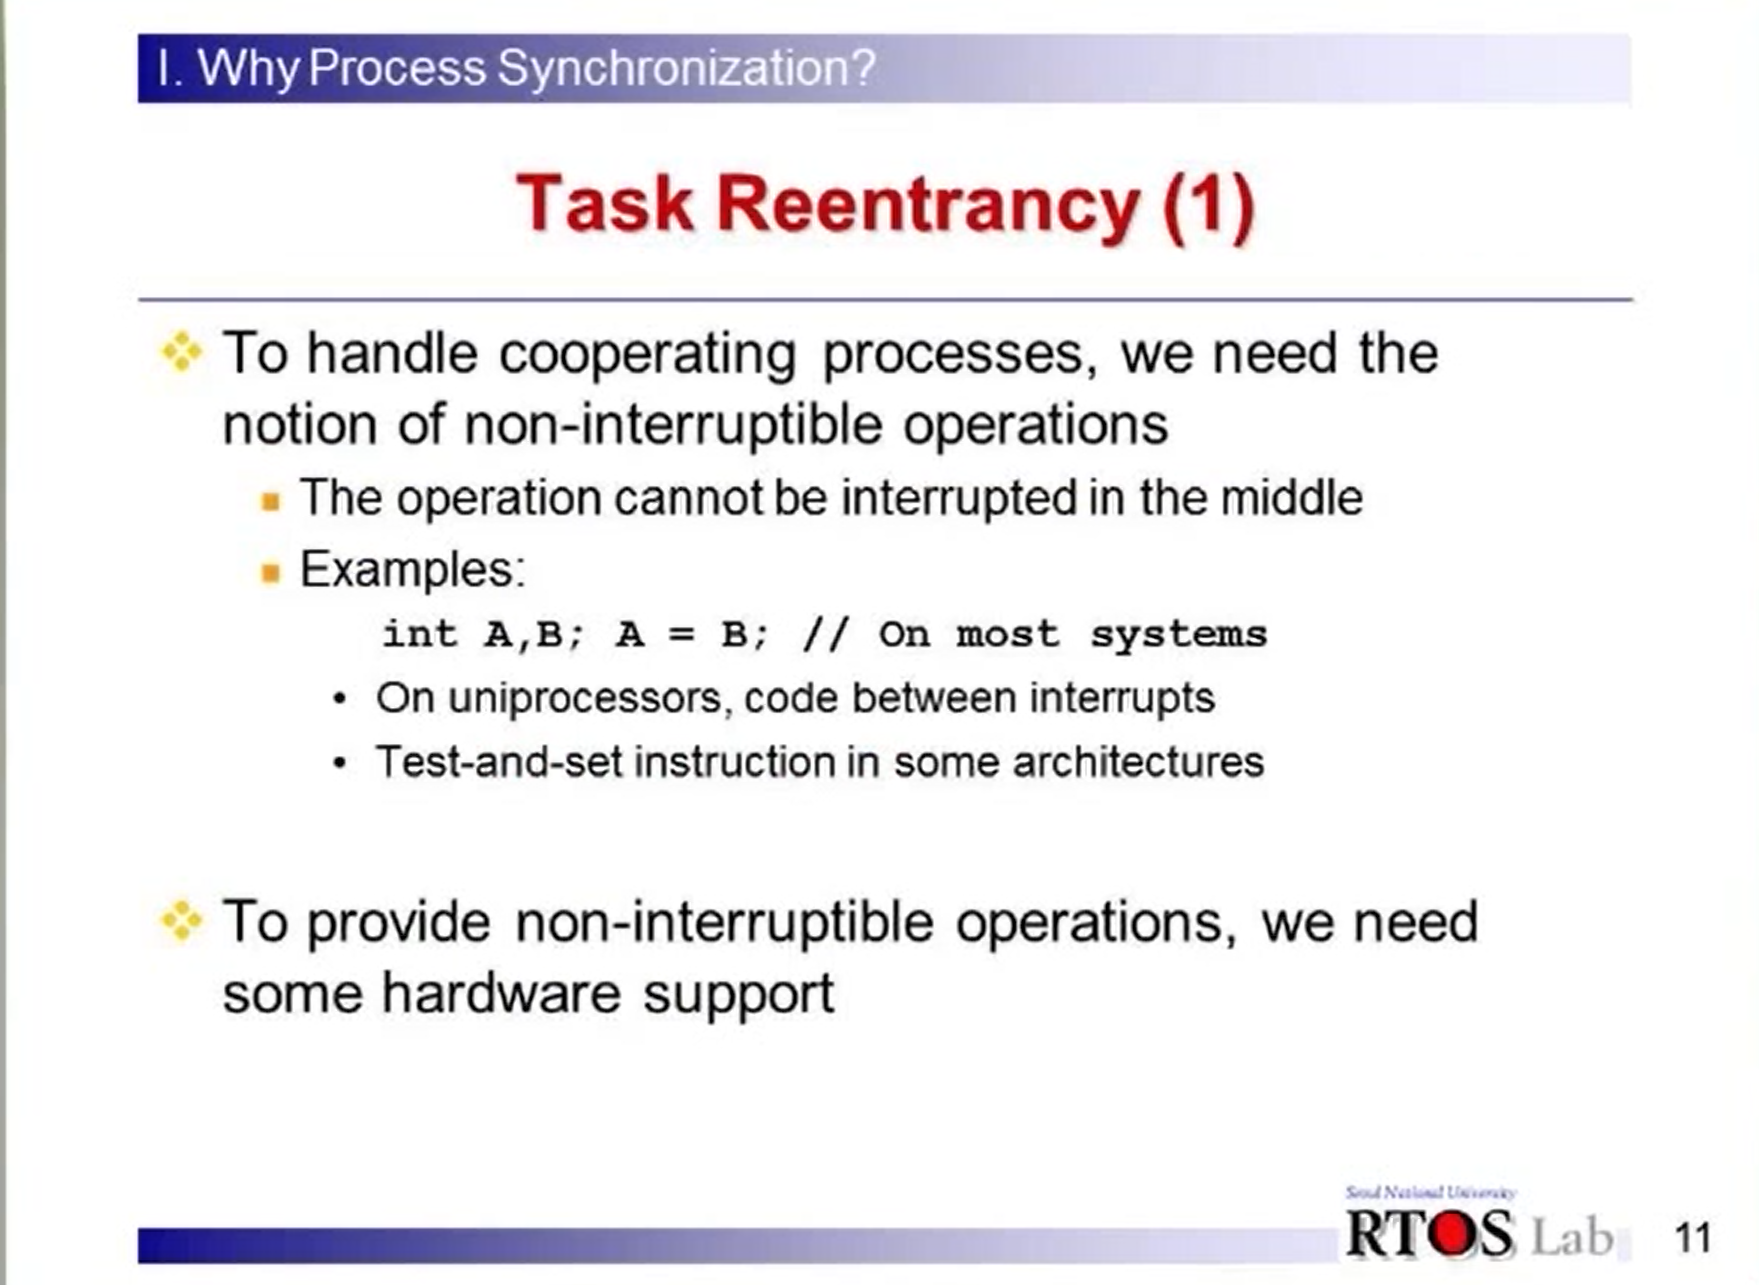 I. Why Process Synchronization?
Task Reentrancy (1)
To handle cooperating processes, we need the
notion of non-interruptible operations
The operation cannot be interrupted in the middle
Examples:
int A,B; A = B; // On most systems
• On uniprocessors, code between interrupts
• Test-and-set instruction in some architectures
To provide non-interruptible operations, we need
some hardware support
Seoul National University
RTOS Lab
11